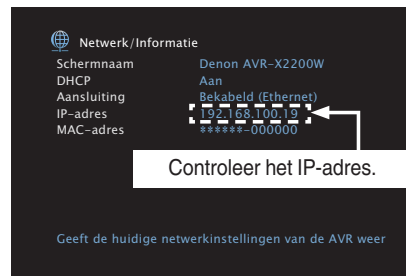 Netwerk/Informatie
Schermnaam Denon AVR-X2200W
DHCP Aan
Aansluiting Bekabeld (Ethernet)
IP-adres 192.168.100.19
MAC-adres ******-000000
Controleer het IP-adres.
Geeft de huidige netwerkinstellingen van de AVR weer